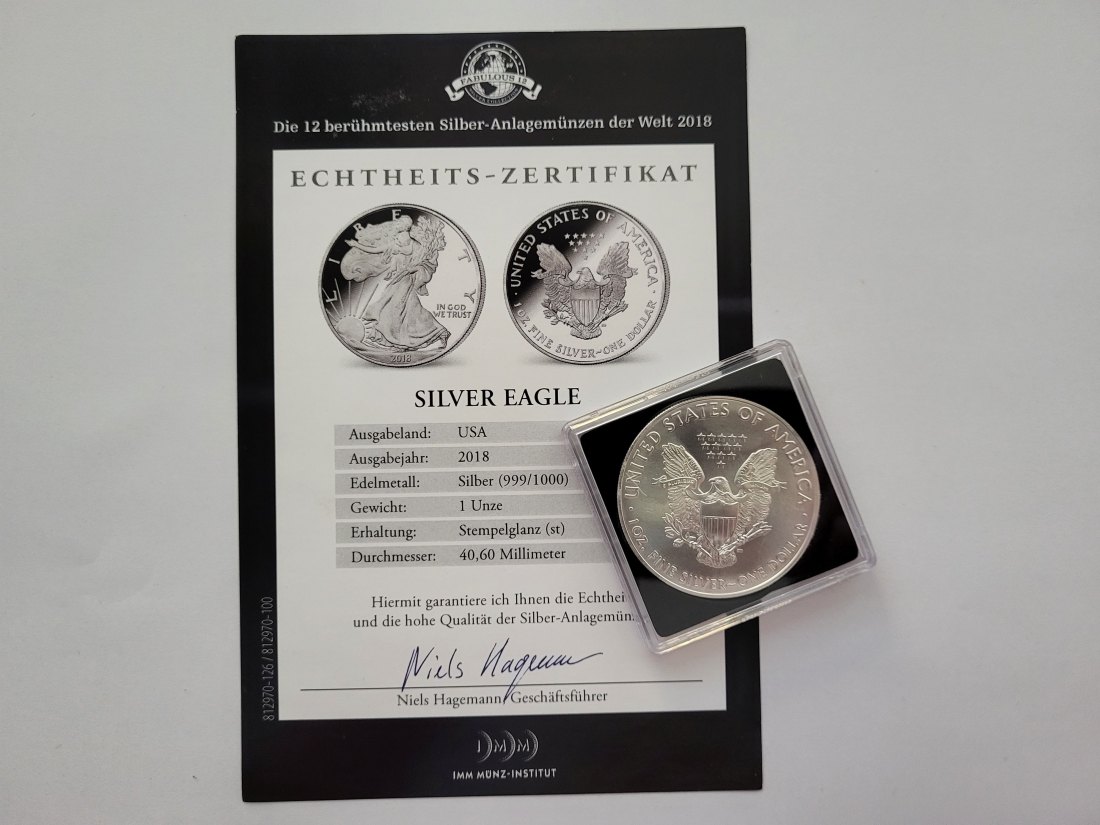 FABULOUS 12
Die 12 berühmtesten Silber-Anlagemünzen der Welt 2018
ECHTHEITS-ZERTIFIKAT
LIBERTY
IN GOD
WE TRUST
2018
UNITED STATES OF AMERICA
1 OZ. FINE SILVER~ONE DOLLAR
SILVER EAGLE
Ausgabeland: USA
Ausgabejahr: 2018
Edelmetall: Silber (999/1000)
Gewicht: 1 Unze
Erhaltung: Stempelglanz (st)
Durchmesser: 40,60 Millimeter
UNITED STATES OF AMERICA
1 OZ. FINE SILVER~ONE DOLLAR
Hiermit garantiere ich Ihnen die Echthei
und die hohe Qualität der Silber-Anlagemün
Niels Hagemann
Niels Hagemann, Geschäftsführer
812970-126 / 812970-100
IMM
IMM MÜNZ-INSTITUT